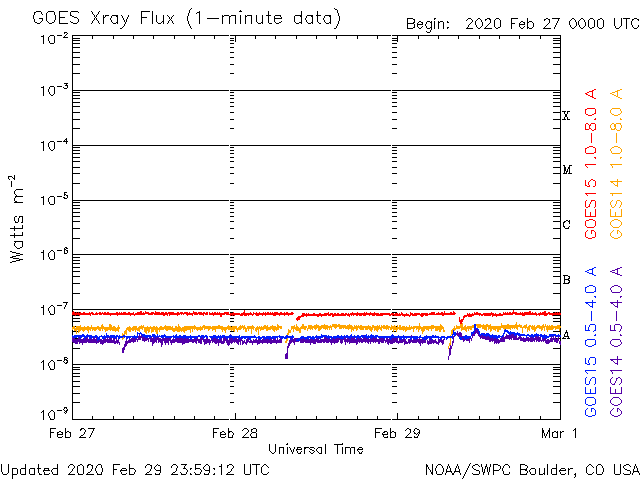 GOES Xray Flux (1-minute data)
Begin: 2020 Feb 27 0000 UTC
10⁻²
10⁻³
10⁻⁴
10⁻⁵
10⁻⁶
10⁻⁷
10⁻⁸
10⁻⁹
Watts m⁻²
X
M
C
B
A
GOES15 1.0-8.0 A
GOES14 1.0-8.0 A
GOES15 0.5-4.0 A
GOES14 0.5-4.0 A
Feb 27 Feb 28 Feb 29 Mar 1
Universal Time
Updated 2020 Feb 29 23:59:12 UTC
NOAA/SWPC Boulder, CO USA